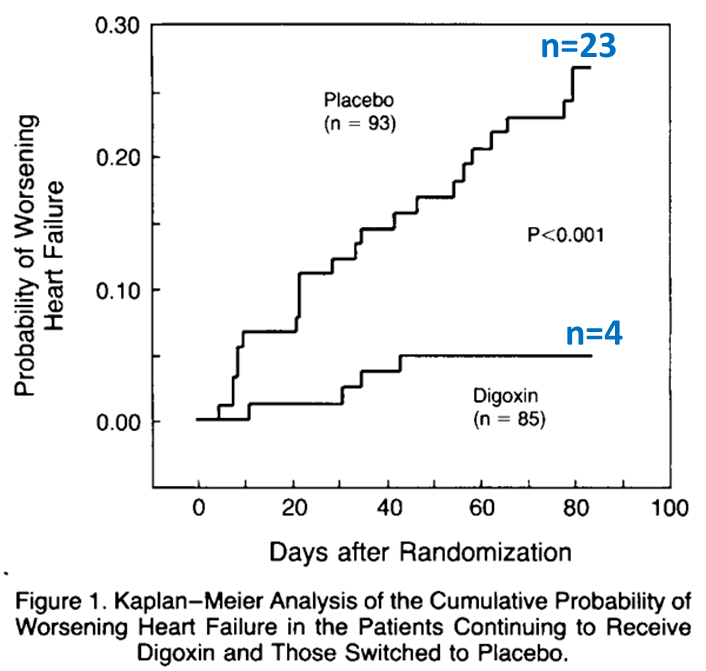 0.30
n=23
Placebo
(n = 93)
0.20
Probability of Worsening
Heart Failure
P<0.001
0.10
n=4
Digoxin
(n = 85)
0.00
0 20 40 60 80 100
Days after Randomization
Figure 1. Kaplan–Meier Analysis of the Cumulative Probability of
Worsening Heart Failure in the Patients Continuing to Receive
Digoxin and Those Switched to Placebo.